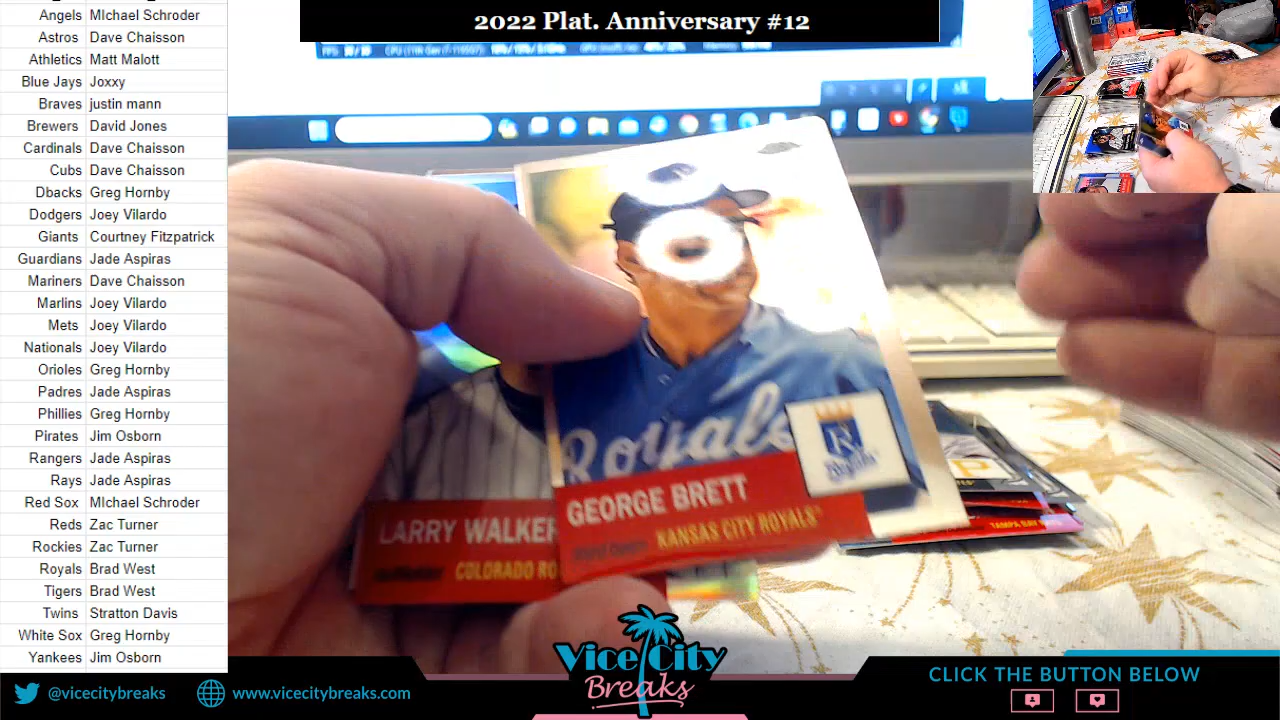 2022 Plat. Anniversary #12
Angels MIchael Schroder
Astros Dave Chaisson
Athletics Matt Malott
Blue Jays Joxxy
Braves justin mann
Brewers David Jones
Cardinals Dave Chaisson
Cubs Dave Chaisson
Dbacks Greg Hornby
Dodgers Joey Vilardo
Giants Courtney Fitzpatrick
Guardians Jade Aspiras
Mariners Dave Chaisson
Marlins Joey Vilardo
Mets Joey Vilardo
Nationals Joey Vilardo
Orioles Greg Hornby
Padres Jade Aspiras
Phillies Greg Hornby
Pirates Jim Osborn
Rangers Jade Aspiras
Rays Jade Aspiras
Red Sox MIchael Schroder
Reds Zac Turner
Rockies Zac Turner
Royals Brad West
Tigers Brad West
Twins Stratton Davis
White Sox Greg Hornby
Yankees Jim Osborn
Royals
R
Royals
GEORGE BRETT
KANSAS CITY ROYALS
LARRY WALKER
COLORADO RO
P
TAMPA BAY
Vice City
Breaks
@vicecitybreaks
www.vicecitybreaks.com
CLICK THE BUTTON BELOW